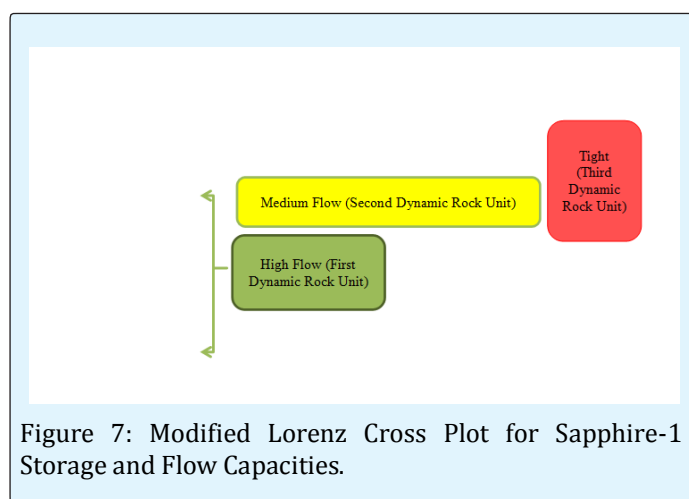 Tight
(Third
Dynamic
Rock Unit)
Medium Flow (Second Dynamic Rock Unit)
High Flow (First
Dynamic Rock Unit)
Figure 7: Modified Lorenz Cross Plot for Sapphire-1
Storage and Flow Capacities.